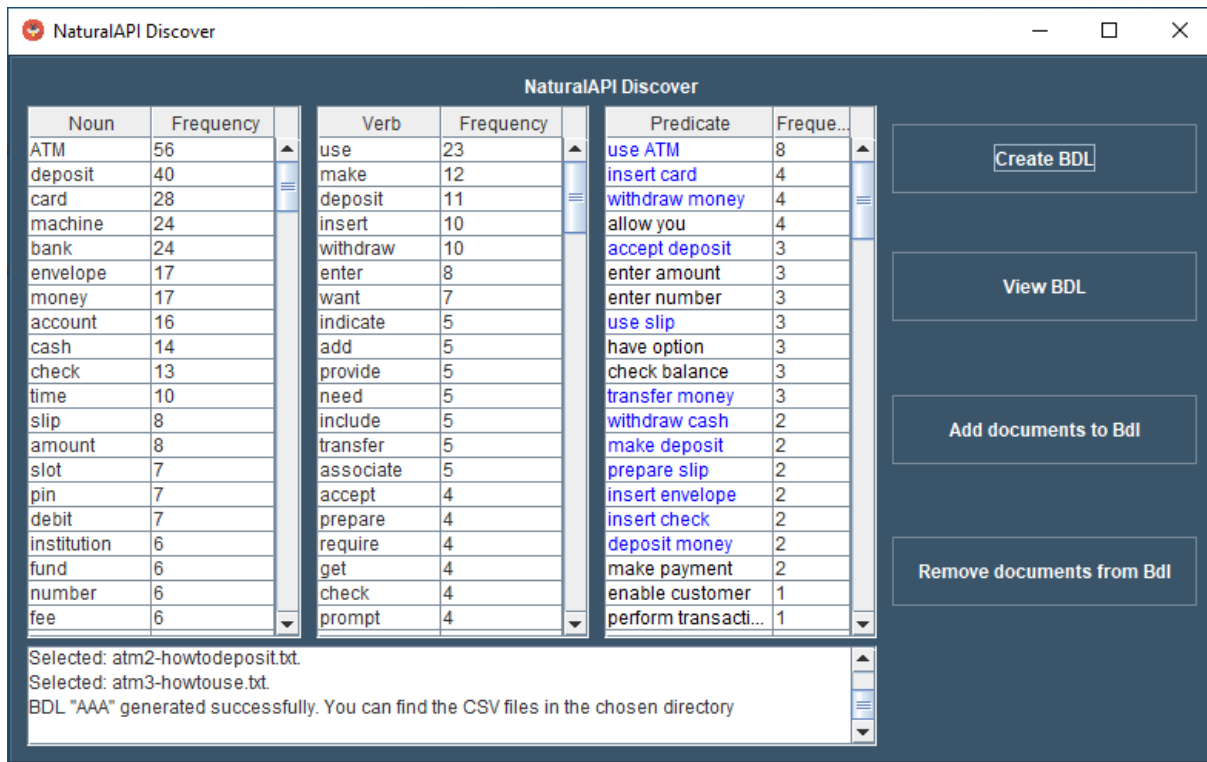 NaturalAPI Discover
NaturalAPI Discover
Noun Frequency Verb Frequency Predicate Freque...
ATM 56 use 23 use ATM 8
deposit 40 make 12 insert card 4
card 28 deposit 11 withdraw money 4
machine 24 insert 10 allow you 4
bank 24 withdraw 10 accept deposit 3
envelope 17 enter 8 enter amount 3
money 17 want 7 enter number 3
account 16 indicate 5 use slip 3
cash 14 add 5 have option 3
check 13 provide 5 check balance 3
time 10 need 5 transfer money 3
slip 8 include 5 withdraw cash 2
amount 8 transfer 5 make deposit 2
slot 7 associate 5 prepare slip 2
pin 7 accept 4 insert envelope 2
debit 7 prepare 4 insert check 2
institution 6 require 4 deposit money 2
fund 6 get 4 make payment 2
number 6 check 4 enable customer 1
fee 6 prompt 4 perform transacti... 1
Create BDL
View BDL
Add documents to Bdl
Remove documents from Bdl
Selected: atm2-howtodeposit.txt.
Selected: atm3-howtouse.txt.
BDL "AAA" generated successfully. You can find the CSV files in the chosen directory